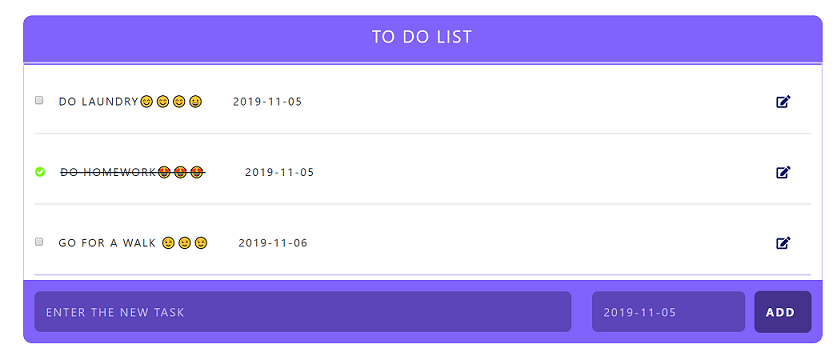 TO DO LIST
DO LAUNDRY😊😊😊😀 2019-11-05
DO HOMEWORK😍😍😍 2019-11-05
GO FOR A WALK 😉😉😉 2019-11-06
ENTER THE NEW TASK 2019-11-05 ADD